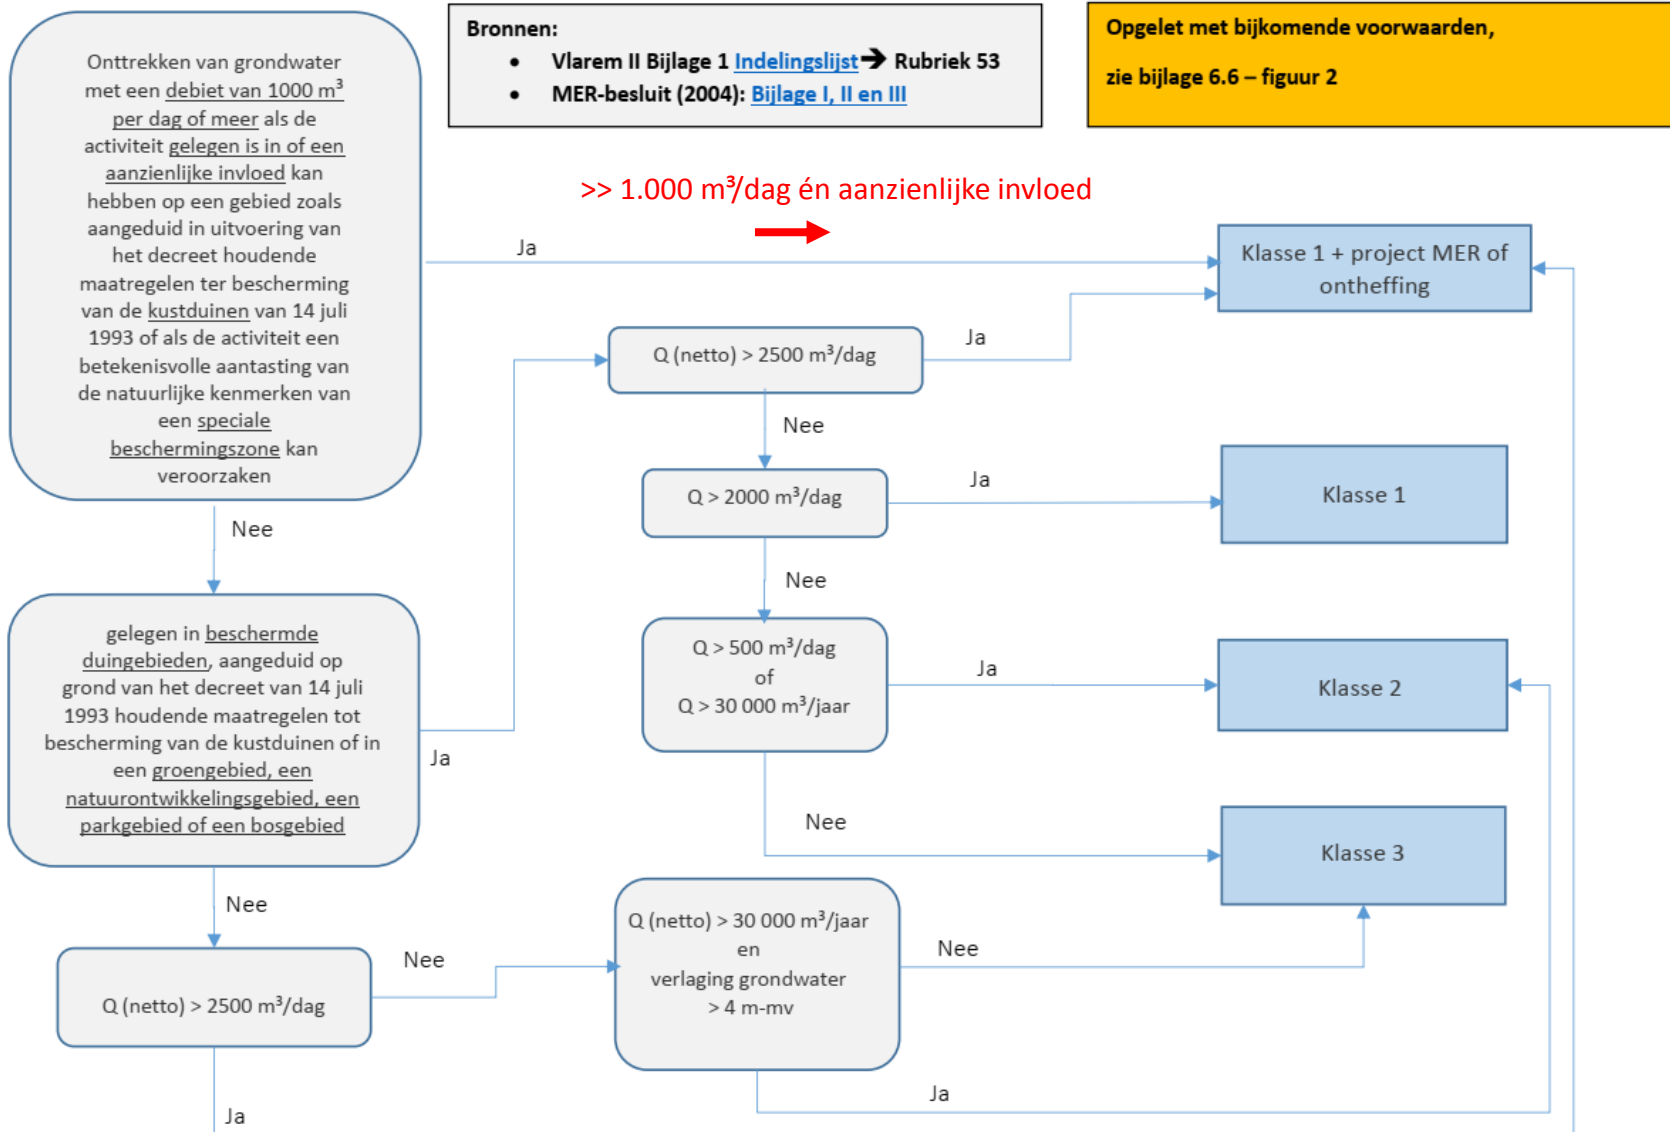 Onttrekken van grondwater
met een debiet van 1000 m³
per dag of meer als de
activiteit gelegen is in of een
aanzienlijke invloed kan
hebben op een gebied zoals
aangeduid in uitvoering van
het decreet houdende
maatregelen ter bescherming
van de kustduinen van 14 juli
1993 of als de activiteit een
betekenisvolle aantasting van
de natuurlijke kenmerken van
een speciale
beschermingszone kan
veroorzaken
Bronnen:
• Vlarem II Bijlage 1 Indelingslijst → Rubriek 53
• MER-besluit (2004): Bijlage I, II en III
Opgelet met bijkomende voorwaarden,
zie bijlage 6.6 – figuur 2
>> 1.000 m³/dag én aanzienlijke invloed
Ja
Klasse 1 + project MER of
ontheffing
Q (netto) > 2500 m³/dag
Ja
Nee
Q > 2000 m³/dag
Ja
Klasse 1
Nee
Nee
gelegen in beschermde
duingebieden, aangeduid op
grond van het decreet van 14 juli
1993 houdende maatregelen tot
bescherming van de kustduinen of in
een groengebied, een
natuurontwikkelingsgebied, een
parkgebied of een bosgebied
Ja
Q > 500 m³/dag
of
Q > 30 000 m³/jaar
Ja
Klasse 2
Nee
Klasse 3
Nee
Q (netto) > 2500 m³/dag
Nee
Q (netto) > 30 000 m³/jaar
en
verlaging grondwater
> 4 m-mv
Nee
Ja
Ja